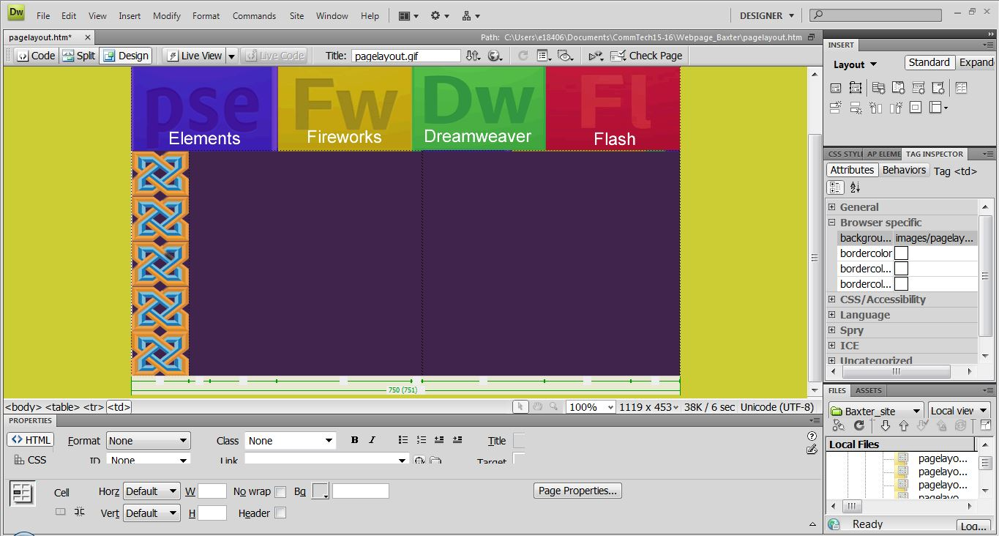 Dw File Edit View Insert Modify Format Commands Site Window Help DESIGNER
pagelayout.htm* Path: C:\Users\e18406\Documents\CommTech15-16\Webpage_Baxter\pagelayout.htm
Code Split Design Live View Live Code Title: pagelayout.gif Check Page
INSERT
Layout
Standard Expand
pse Fw Dw Fl
Elements Fireworks Dreamweaver Flash
CSS STYL AP ELEME TAG INSPECTOR
Attributes Behaviors Tag <td>
General
Browser specific
backgrou... images/pagelay...
bordercolor
bordercol...
bordercol...
CSS/Accessibility
Language
Spry
ICE
Uncategorized
750 (751)
<body> <table> <tr> <td> 100% 1119 x 453 38K / 6 sec Unicode (UTF-8)
FILES ASSETS
Baxter_site Local view
Local Files
pagelayo...
pagelayo...
pagelayo...
pagelayo...
Ready Log...
PROPERTIES
<> HTML Format None Class None B I Title
CSS ID None Link Target
Cell Horz Default W No wrap Bg Page Properties...
Vert Default H Header